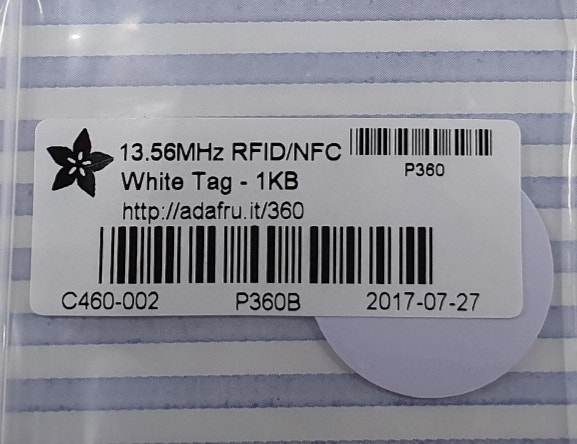 13.56MHz RFID/NFC
P360
White Tag - 1KB
http://adafru.it/360
C460-002 P360B 2017-07-27